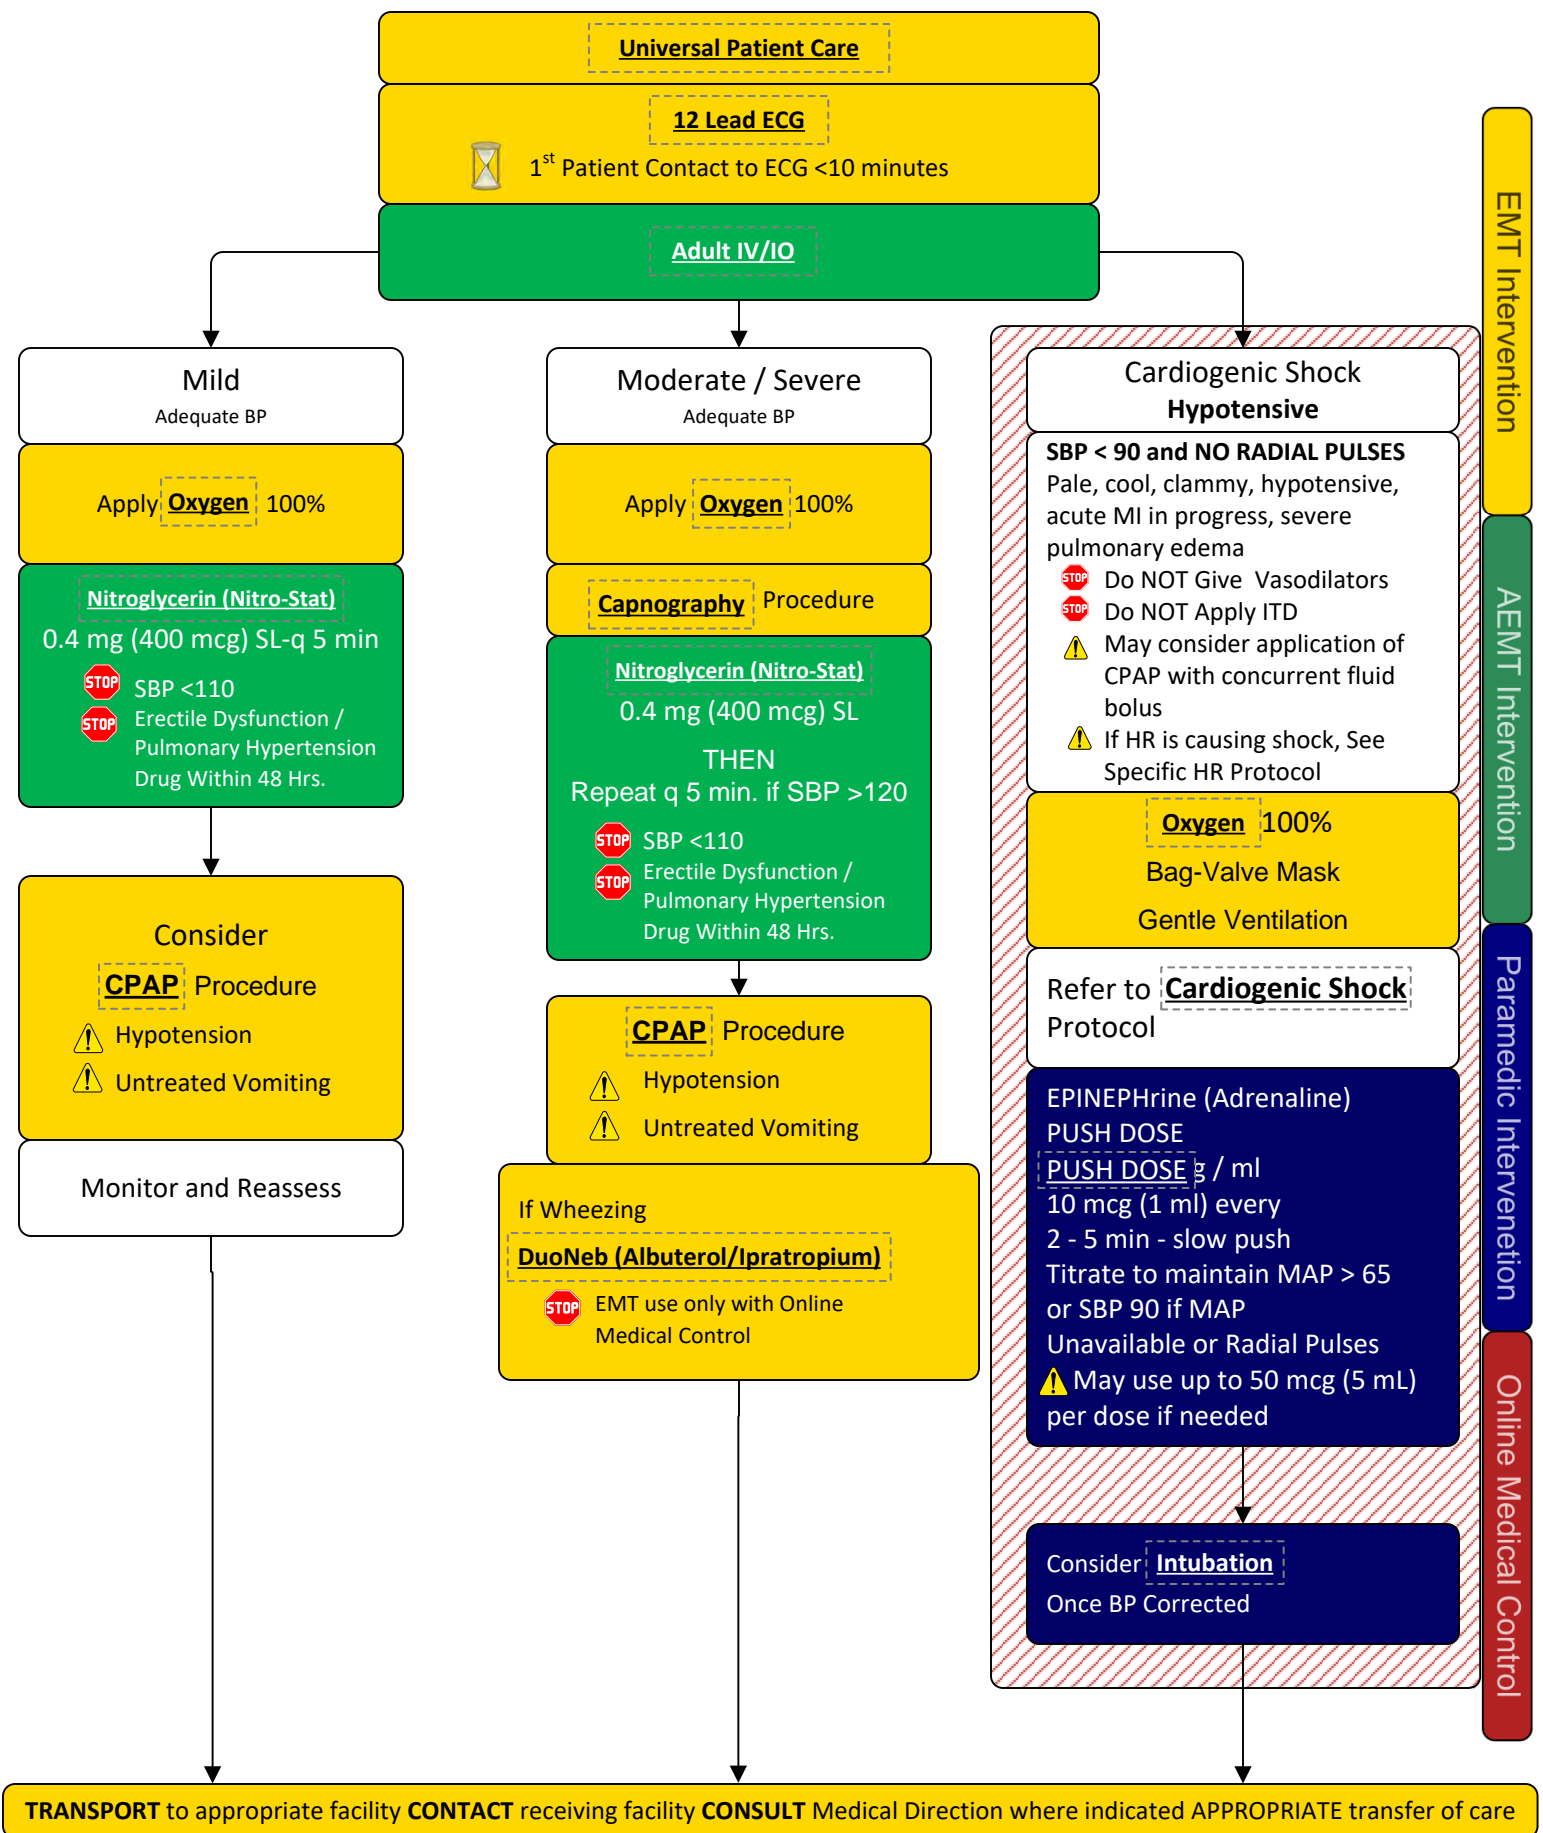 Universal Patient Care
12 Lead ECG
1st Patient Contact to ECG <10 minutes
Adult IV/IO
Mild
Adequate BP
Apply Oxygen 100%
Nitroglycerin (Nitro-Stat)
0.4 mg (400 mcg) SL-q 5 min
STOP SBP <110
STOP Erectile Dysfunction /
Pulmonary Hypertension
Drug Within 48 Hrs.
Consider
CPAP Procedure
Hypotension
Untreated Vomiting
Monitor and Reassess
Moderate / Severe
Adequate BP
Apply Oxygen 100%
Capnography Procedure
Nitroglycerin (Nitro-Stat)
0.4 mg (400 mcg) SL
THEN
Repeat q 5 min. if SBP >120
STOP SBP <110
STOP Erectile Dysfunction /
Pulmonary Hypertension
Drug Within 48 Hrs.
CPAP Procedure
Hypotension
Untreated Vomiting
If Wheezing
DuoNeb (Albuterol/Ipratropium)
STOP EMT use only with Online
Medical Control
Cardiogenic Shock
Hypotensive
SBP < 90 and NO RADIAL PULSES
Pale, cool, clammy, hypotensive,
acute MI in progress, severe
pulmonary edema
STOP Do NOT Give Vasodilators
STOP Do NOT Apply ITD
May consider application of
CPAP with concurrent fluid
bolus
If HR is causing shock, See
Specific HR Protocol
Oxygen 100%
Bag-Valve Mask
Gentle Ventilation
Refer to Cardiogenic Shock
Protocol
EPINEPHrine (Adrenaline)
PUSH DOSE
PUSH DOSE g / ml
10 mcg (1 ml) every
2 - 5 min - slow push
Titrate to maintain MAP > 65
or SBP 90 if MAP
Unavailable or Radial Pulses
May use up to 50 mcg (5 mL)
per dose if needed
Consider Intubation
Once BP Corrected
EMT Intervention
AEMT Intervention
Paramedic Intervenetion
Online Medical Control
TRANSPORT to appropriate facility CONTACT receiving facility CONSULT Medical Direction where indicated APPROPRIATE transfer of care